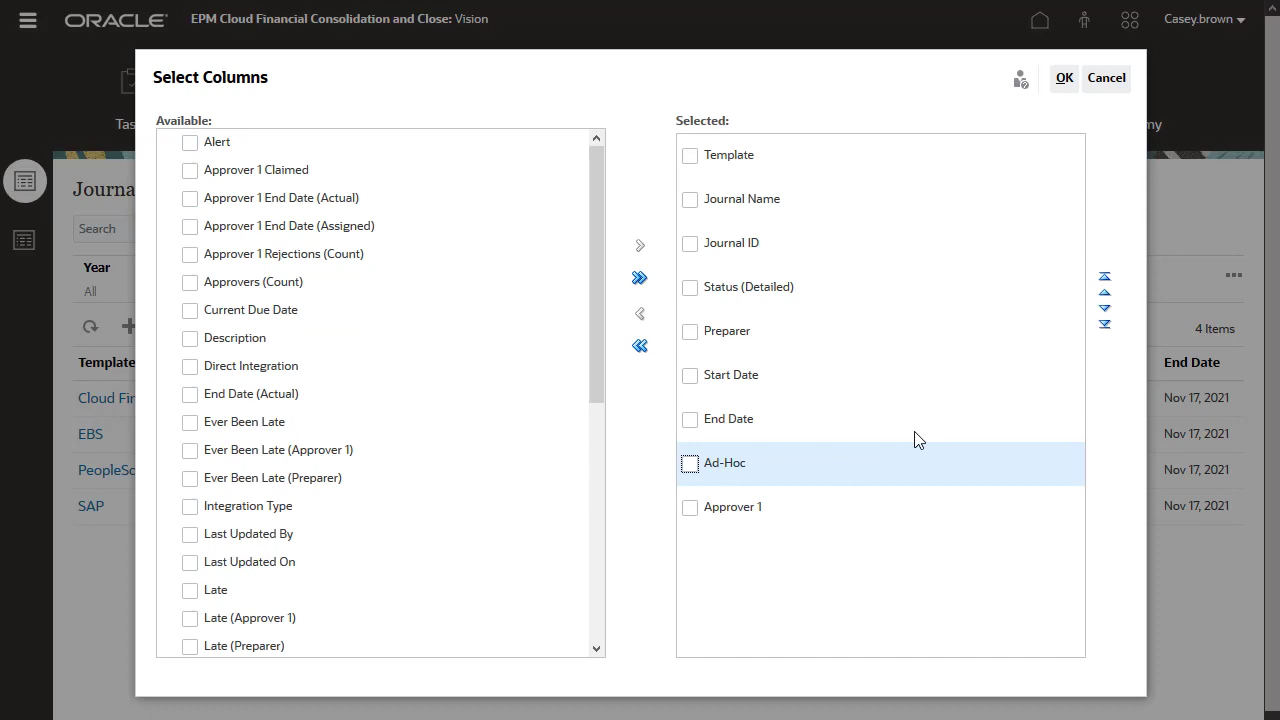 ORACLE EPM Cloud Financial Consolidation and Close: Vision
Casey.brown
Select Columns
OK
Cancel
Available:
Alert
Approver 1 Claimed
Approver 1 End Date (Actual)
Approver 1 End Date (Assigned)
Approver 1 Rejections (Count)
Approvers (Count)
Current Due Date
Description
Direct Integration
End Date (Actual)
Ever Been Late
Ever Been Late (Approver 1)
Ever Been Late (Preparer)
Integration Type
Last Updated By
Last Updated On
Late
Late (Approver 1)
Late (Preparer)
Selected:
Template
Journal Name
Journal ID
Status (Detailed)
Preparer
Start Date
End Date
Ad-Hoc
Approver 1
Tas
my
Journa
Search
Year
All
4 Items
Template
End Date
Cloud Fin
Nov 17, 2021
EBS
Nov 17, 2021
PeopleSo
Nov 17, 2021
SAP
Nov 17, 2021